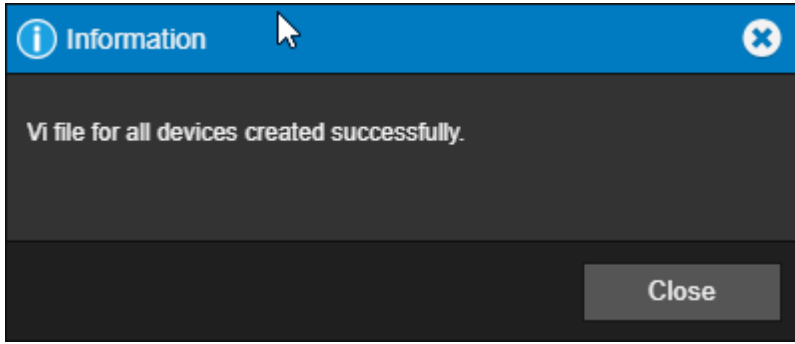 Information
Vi file for all devices created successfully.
Close